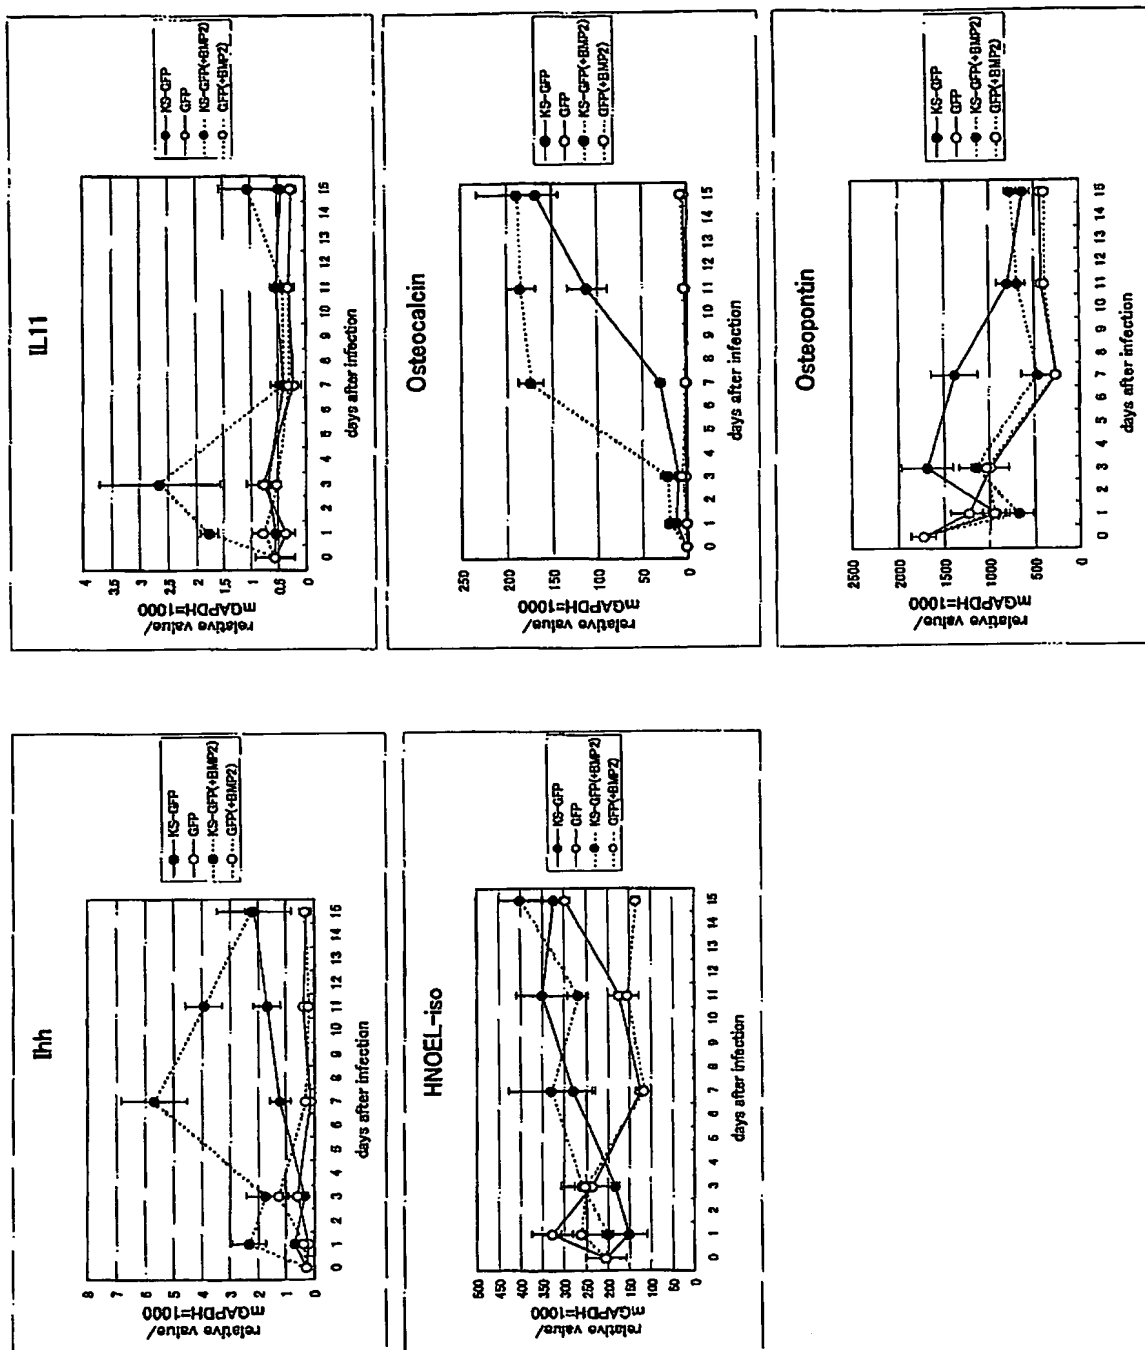 Ihh
relative value/
mGAPDH=1000
8
7
6
5
4
3
2
1
0
0 1 2 3 4 5 6 7 8 9 10 11 12 13 14 15
days after infection
KS-GFP
GFP
KS-GFP(+BMP2)
GFP(+BMP2)
IL11
relative value/
mGAPDH=1000
4
3.5
3
2.5
2
1.5
1
0.5
0
0 1 2 3 4 5 6 7 8 9 10 11 12 13 14 15
days after infection
KS-GFP
GFP
KS-GFP(+BMP2)
GFP(+BMP2)
HNOEL-iso
relative value/
mGAPDH=1000
500
450
400
350
300
250
200
150
100
50
0
0 1 2 3 4 5 6 7 8 9 10 11 12 13 14 15
days after infection
KS-GFP
GFP
KS-GFP(+BMP2)
GFP(+BMP2)
Osteocalcin
relative value/
mGAPDH=1000
250
200
150
100
50
0
0 1 2 3 4 5 6 7 8 9 10 11 12 13 14 15
days after infection
KS-GFP
GFP
KS-GFP(+BMP2)
GFP(+BMP2)
Osteopontin
relative value/
mGAPDH=1000
2500
2000
1500
1000
500
0
0 1 2 3 4 5 6 7 8 9 10 11 12 13 14 15
days after infection
KS-GFP
GFP
KS-GFP(+BMP2)
GFP(+BMP2)